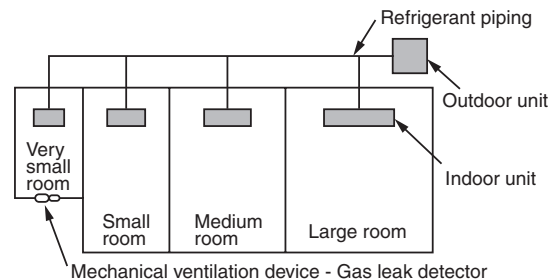 Refrigerant piping
Outdoor unit
Very
small
room
Indoor unit
Small
room
Medium
room
Large room
Mechanical ventilation device - Gas leak detector